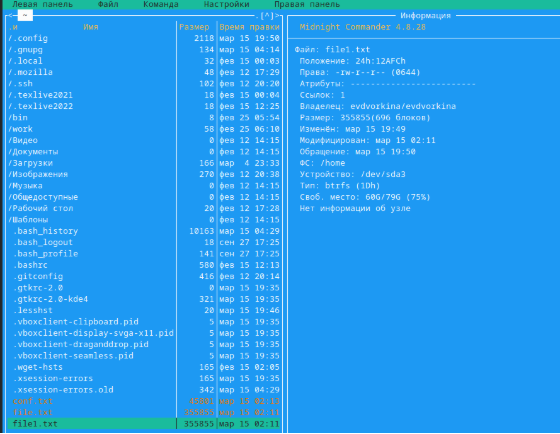 Левая панель Файл Команда Настройки Правая панель
<─ ~ .[^]>
.и Имя Размер Время правки
/.config 2118 мар 15 19:50
/.gnupg 134 мар 15 04:14
/.local 32 фев 15 00:03
/.mozilla 48 фев 12 17:29
/.ssh 102 фев 12 20:20
/.texlive2021 18 фев 15 00:04
/.texlive2022 18 фев 15 12:25
/bin 8 фев 25 05:54
/work 58 фев 25 06:10
/Видео 0 фев 12 14:15
/Документы 0 фев 12 14:15
/Загрузки 166 мар 4 23:33
/Изображения 270 фев 12 20:38
/Музыка 0 фев 12 14:15
/Общедоступные 0 фев 12 14:15
/Рабочий стол 20 фев 12 17:28
/Шаблоны 0 фев 12 14:15
.bash_history 10163 мар 15 04:29
.bash_logout 18 сен 27 17:25
.bash_profile 141 сен 27 17:25
.bashrc 580 фев 15 12:13
.gitconfig 416 фев 12 20:14
.gtkrc-2.0 0 мар 15 19:35
.gtkrc-2.0-kde4 321 мар 15 19:35
.lesshst 20 мар 15 19:46
.vboxclient-clipboard.pid 5 мар 15 19:35
.vboxclient-display-svga-x11.pid 5 мар 15 19:35
.vboxclient-draganddrop.pid 5 мар 15 19:35
.vboxclient-seamless.pid 5 мар 15 19:35
.wget-hsts 165 фев 15 02:05
.xsession-errors 165 мар 15 19:35
.xsession-errors.old 342 мар 15 04:29
conf.txt мар 15 02:13
file.txt 355855 мар 15 02:11
file1.txt 355855 мар 15 02:11
Информация
Midnight Commander 4.8.28
Файл: file1.txt
Положение: 24h:12AFCh
Права: -rw-r--r-- (0644)
Атрибуты: -------------------------
Ссылок: 1
Владелец: evdvorkina/evdvorkina
Размер: 355855(696 блоков)
Изменён: мар 15 19:49
Модифицирован: мар 15 02:11
Обращение: мар 15 19:50
ФС: /home
Устройство: /dev/sda3
Тип: btrfs (1Dh)
Своб. место: 60G/79G (75%)
Нет информации об узле